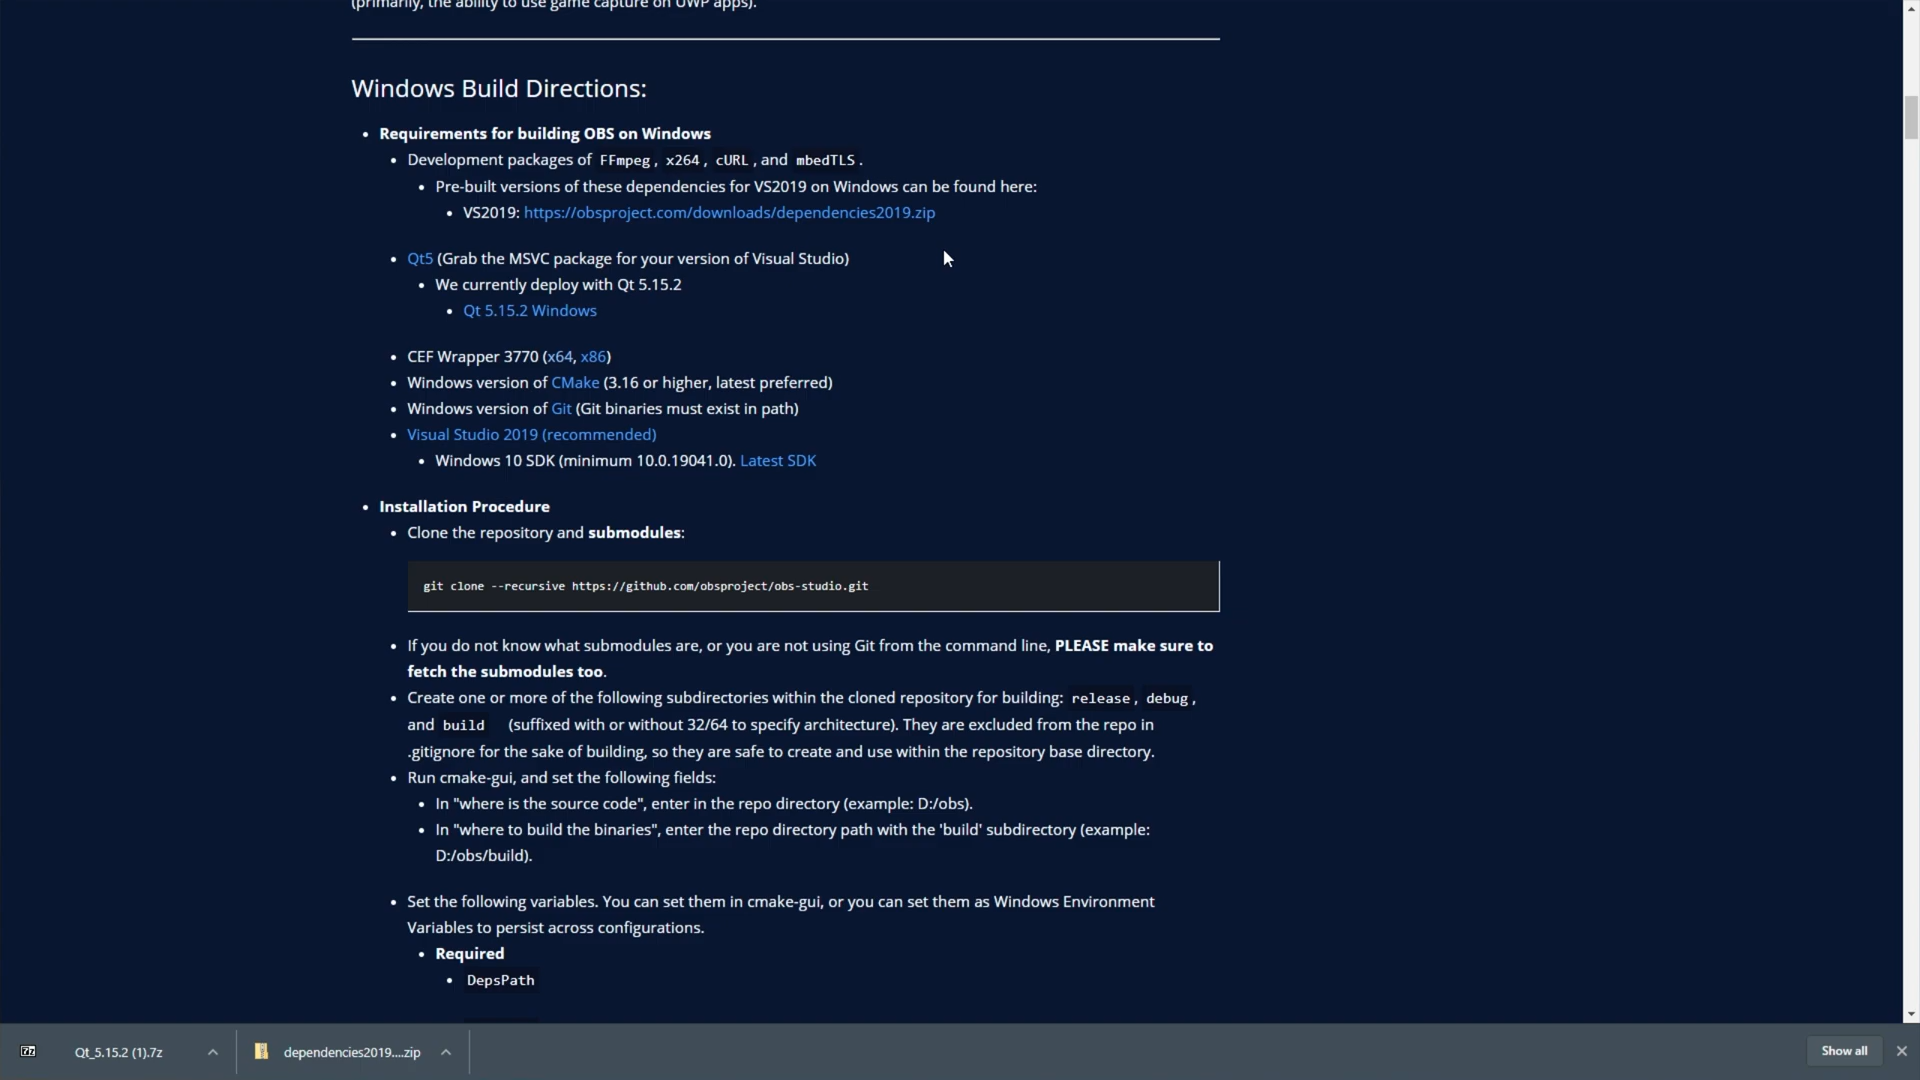 (primarily, the ability to use game capture on UWP apps).
Windows Build Directions:
Requirements for building OBS on Windows
Development packages of FFmpeg, x264, cURL, and mbedTLS.
Pre-built versions of these dependencies for VS2019 on Windows can be found here:
VS2019: https://obsproject.com/downloads/dependencies2019.zip
Qt5 (Grab the MSVC package for your version of Visual Studio)
We currently deploy with Qt 5.15.2
Qt 5.15.2 Windows
CEF Wrapper 3770 (x64, x86)
Windows version of CMake (3.16 or higher, latest preferred)
Windows version of Git (Git binaries must exist in path)
Visual Studio 2019 (recommended)
Windows 10 SDK (minimum 10.0.19041.0). Latest SDK
Installation Procedure
Clone the repository and submodules:
git clone --recursive https://github.com/obsproject/obs-studio.git
If you do not know what submodules are, or you are not using Git from the command line, PLEASE make sure to
fetch the submodules too.
Create one or more of the following subdirectories within the cloned repository for building: release, debug,
and build (suffixed with or without 32/64 to specify architecture). They are excluded from the repo in
.gitignore for the sake of building, so they are safe to create and use within the repository base directory.
Run cmake-gui, and set the following fields:
In "where is the source code", enter in the repo directory (example: D:/obs).
In "where to build the binaries", enter the repo directory path with the 'build' subdirectory (example:
D:/obs/build).
Set the following variables. You can set them in cmake-gui, or you can set them as Windows Environment
Variables to persist across configurations.
Required
DepsPath
7z
Qt_5.15.2 (1).7z
dependencies2019....zip
Show all